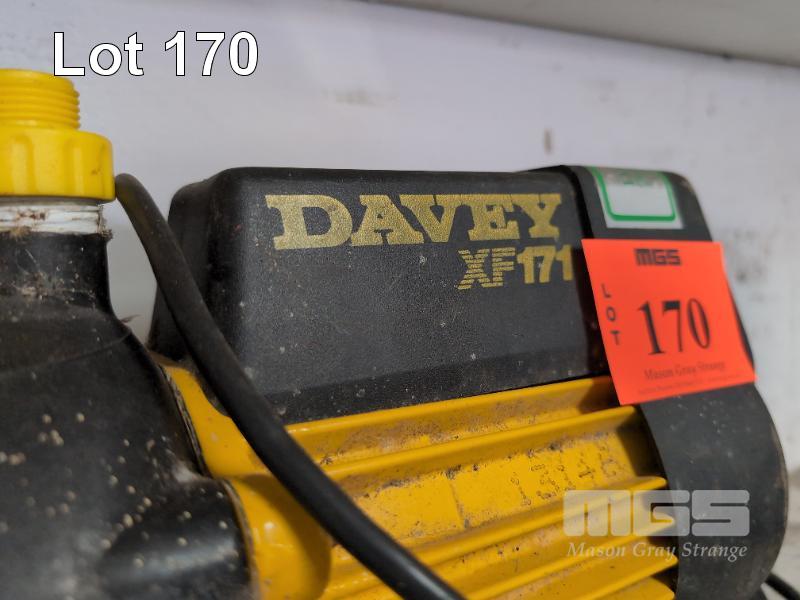 Lot 170
DAVEY
XF171
MGS
LOT
170
Mason Gray Strange
MGS
Mason Gray Strange